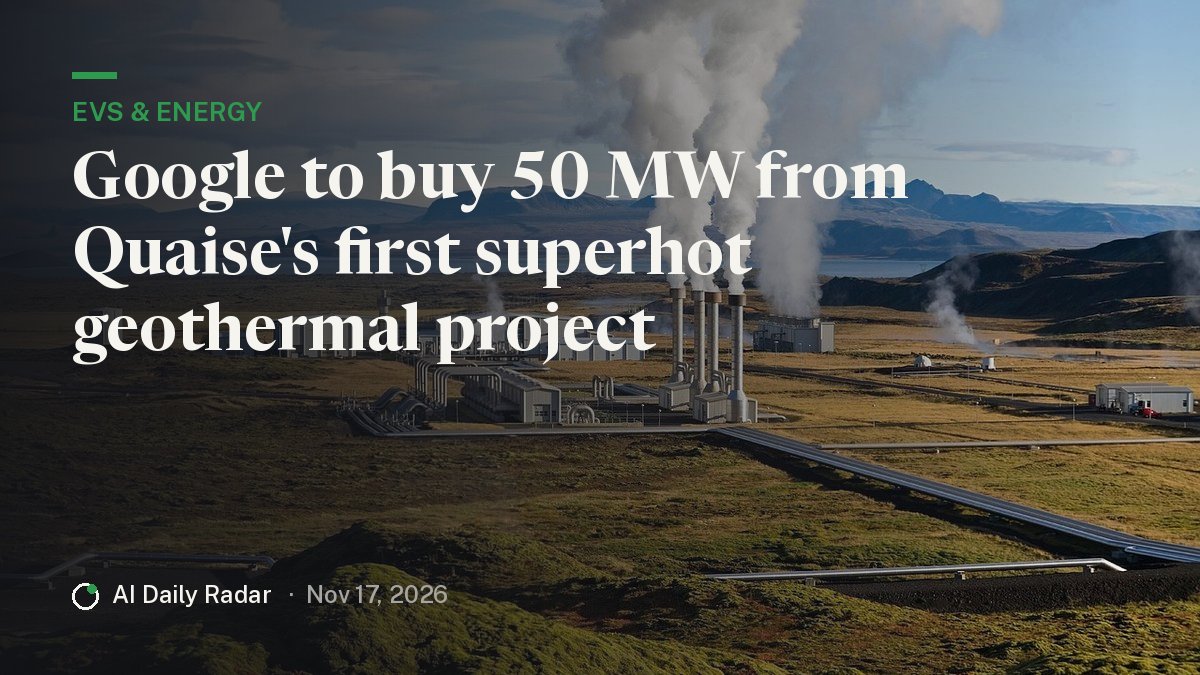 EVS & ENERGY
Google to buy 50 MW from
Quaise's first superhot
geothermal project
AI Daily Radar · Nov 17, 2026